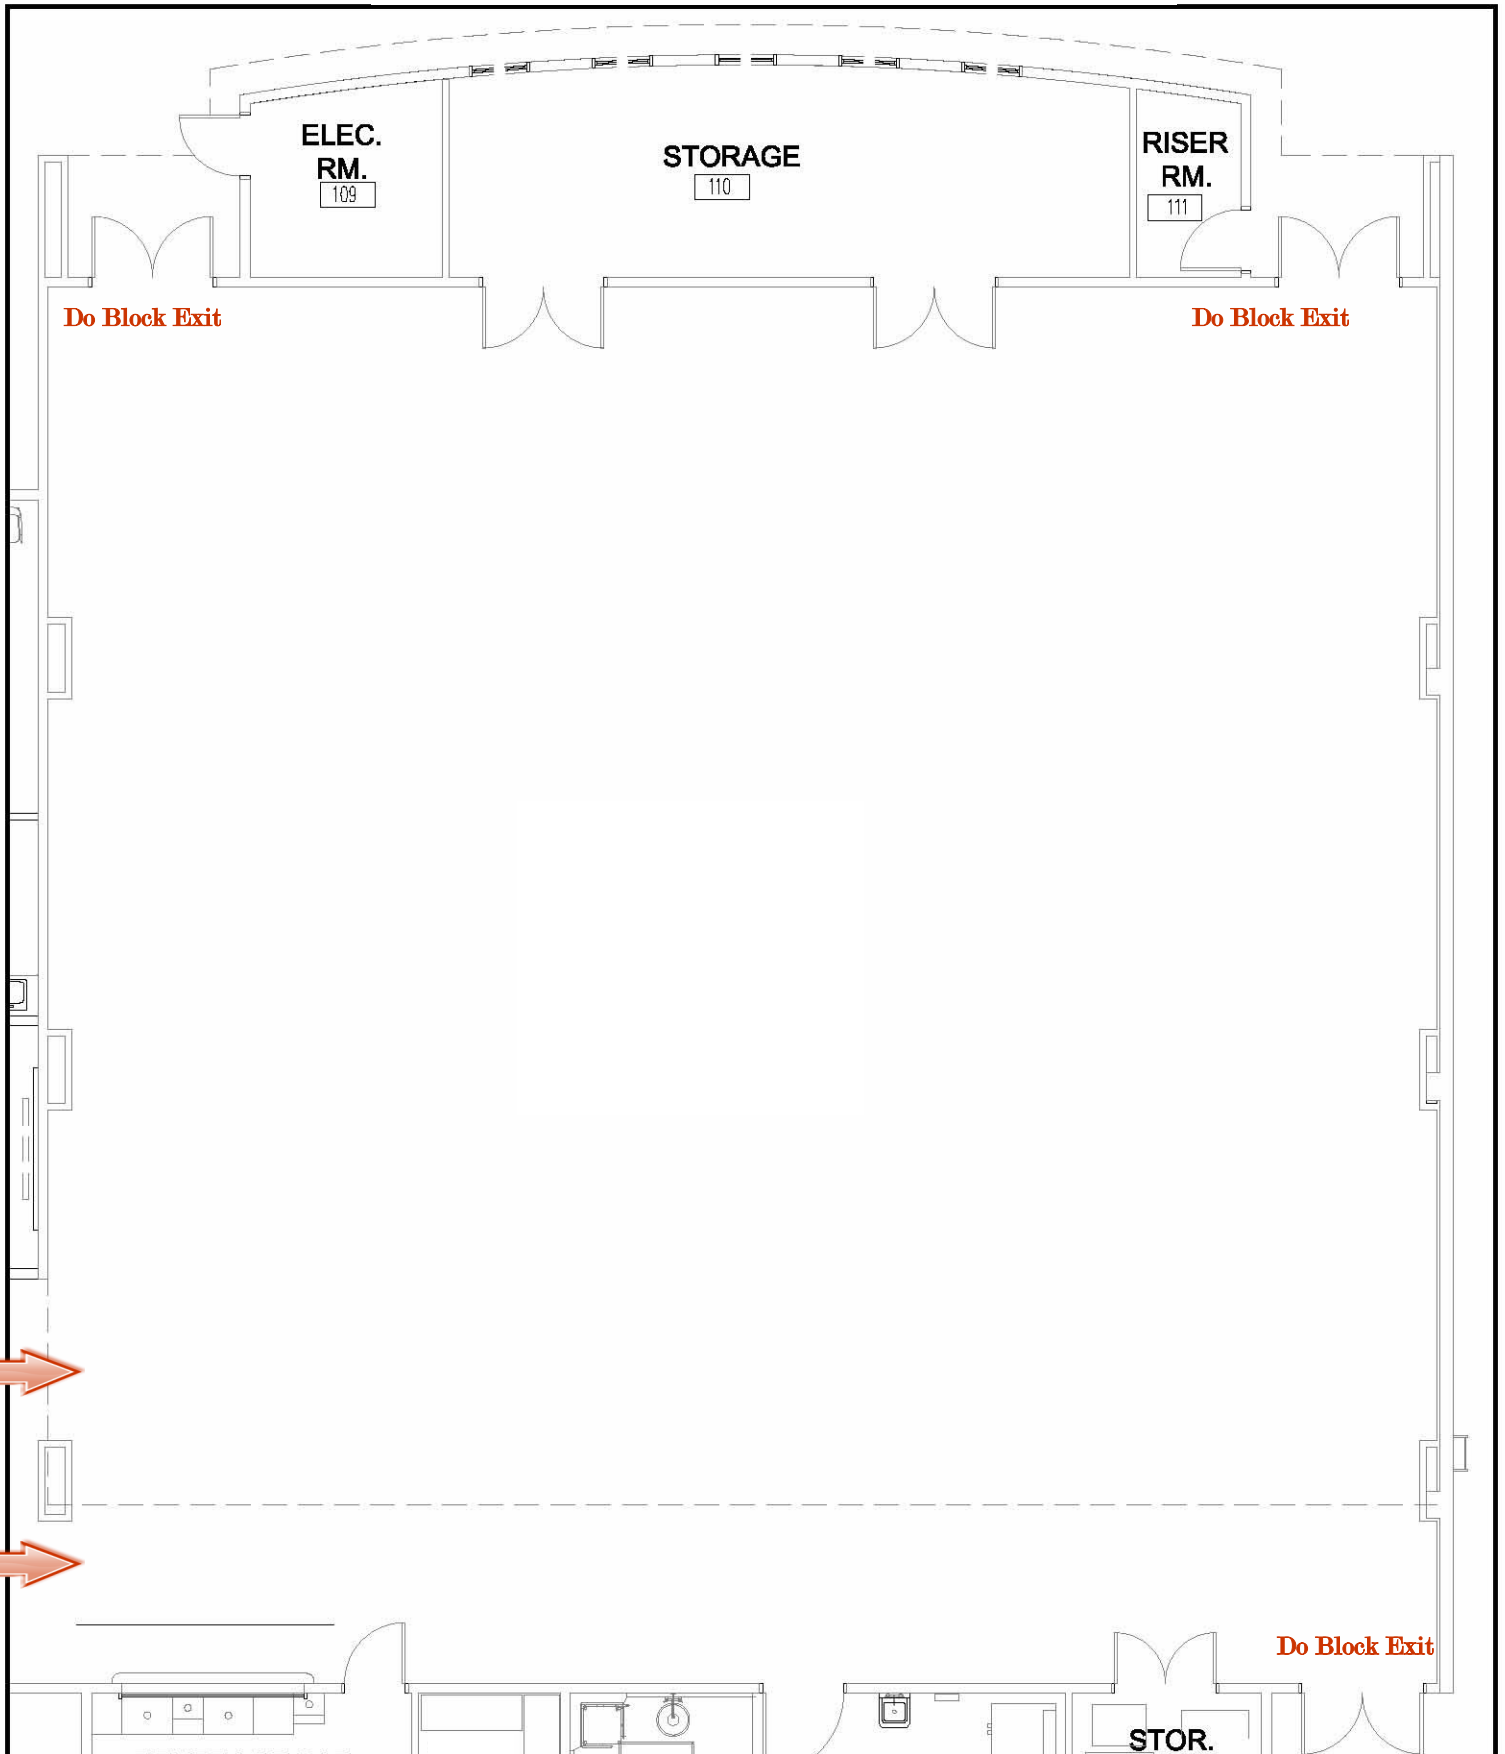 ELEC.
RM.
109
STORAGE
110
RISER
RM.
111
Do Block Exit
Do Block Exit
Do Block Exit
STOR.